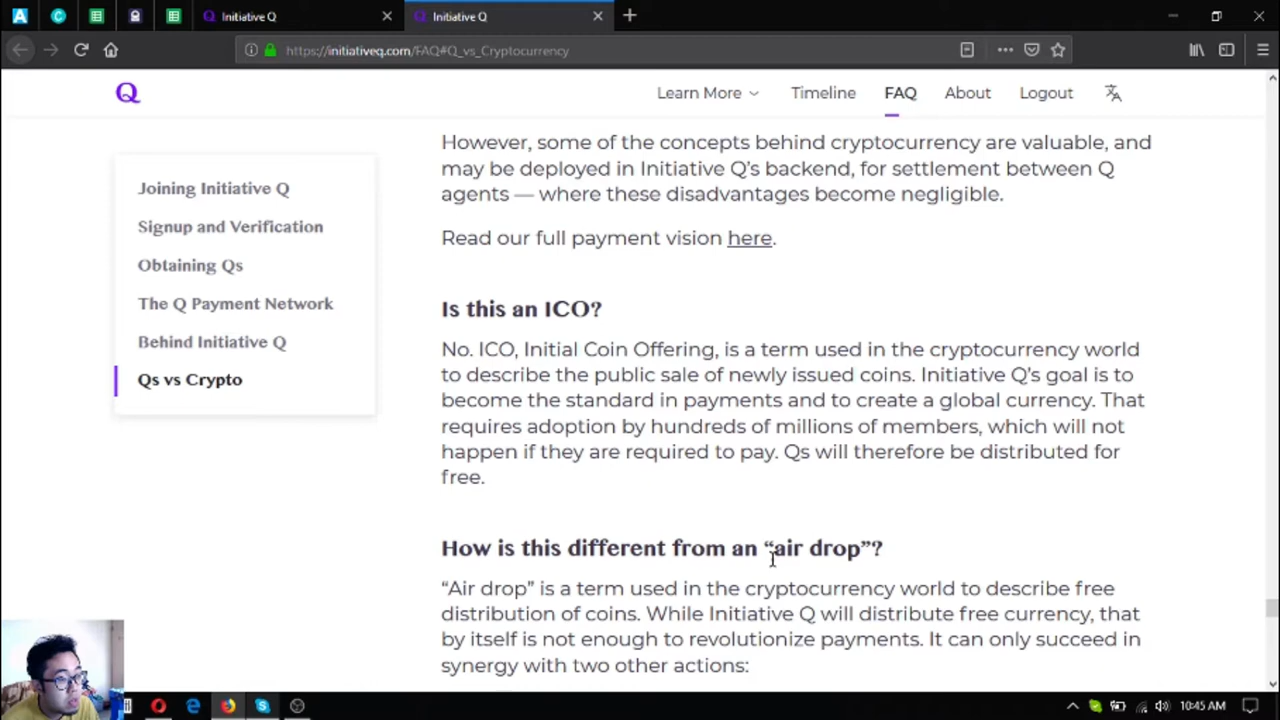 Initiative Q
Initiative Q
https://initiativeq.com/FAQ#Q_vs_Cryptocurrency
Q
Learn More
Timeline
FAQ
About
Logout
Joining Initiative Q
Signup and Verification
Obtaining Qs
The Q Payment Network
Behind Initiative Q
Qs vs Crypto
However, some of the concepts behind cryptocurrency are valuable, and
may be deployed in Initiative Q’s backend, for settlement between Q
agents — where these disadvantages become negligible.
Read our full payment vision here.
Is this an ICO?
No. ICO, Initial Coin Offering, is a term used in the cryptocurrency world
to describe the public sale of newly issued coins. Initiative Q’s goal is to
become the standard in payments and to create a global currency. That
requires adoption by hundreds of millions of members, which will not
happen if they are required to pay. Qs will therefore be distributed for
free.
How is this different from an “air drop”?
“Air drop” is a term used in the cryptocurrency world to describe free
distribution of coins. While Initiative Q will distribute free currency, that
by itself is not enough to revolutionize payments. It can only succeed in
synergy with two other actions:
10:45 AM